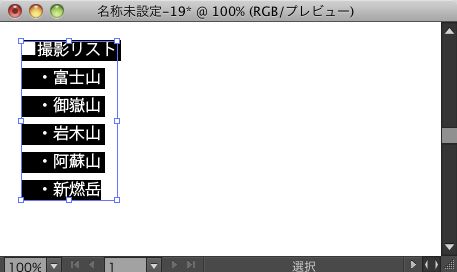 名称未設定-19* @ 100% (RGB/プレビュー)
■撮影リスト
・富士山
・御嶽山
・岩木山
・阿蘇山
・新燃岳
100% 1 選択